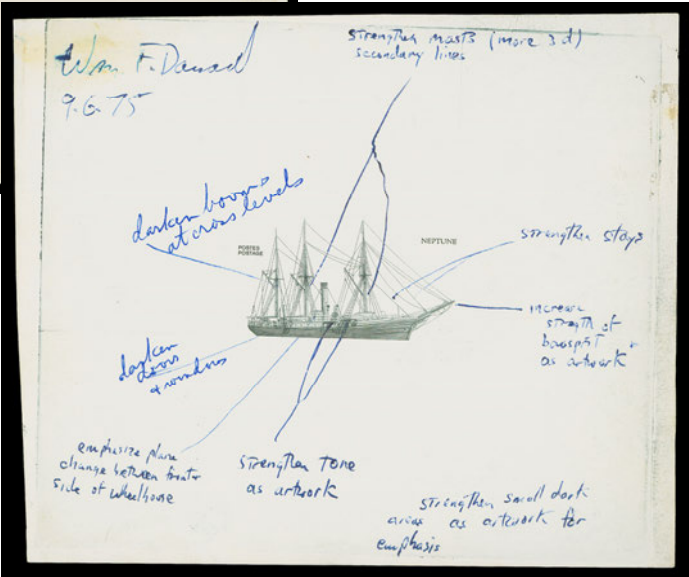 Wm F. Dawad
9.6.75
strengthen masts (more 3d)
secondary lines
darken booms
at cross levels
POSTES
POSTAGE
NEPTUNE
strengthen stays
increase
strength of
bowsprit
as artwork
darken
doors
+ windows
emphasize plane
change between front +
side of wheelhouse
strengthen tone
as artwork
strengthen small dark
areas as artwork for
emphasis